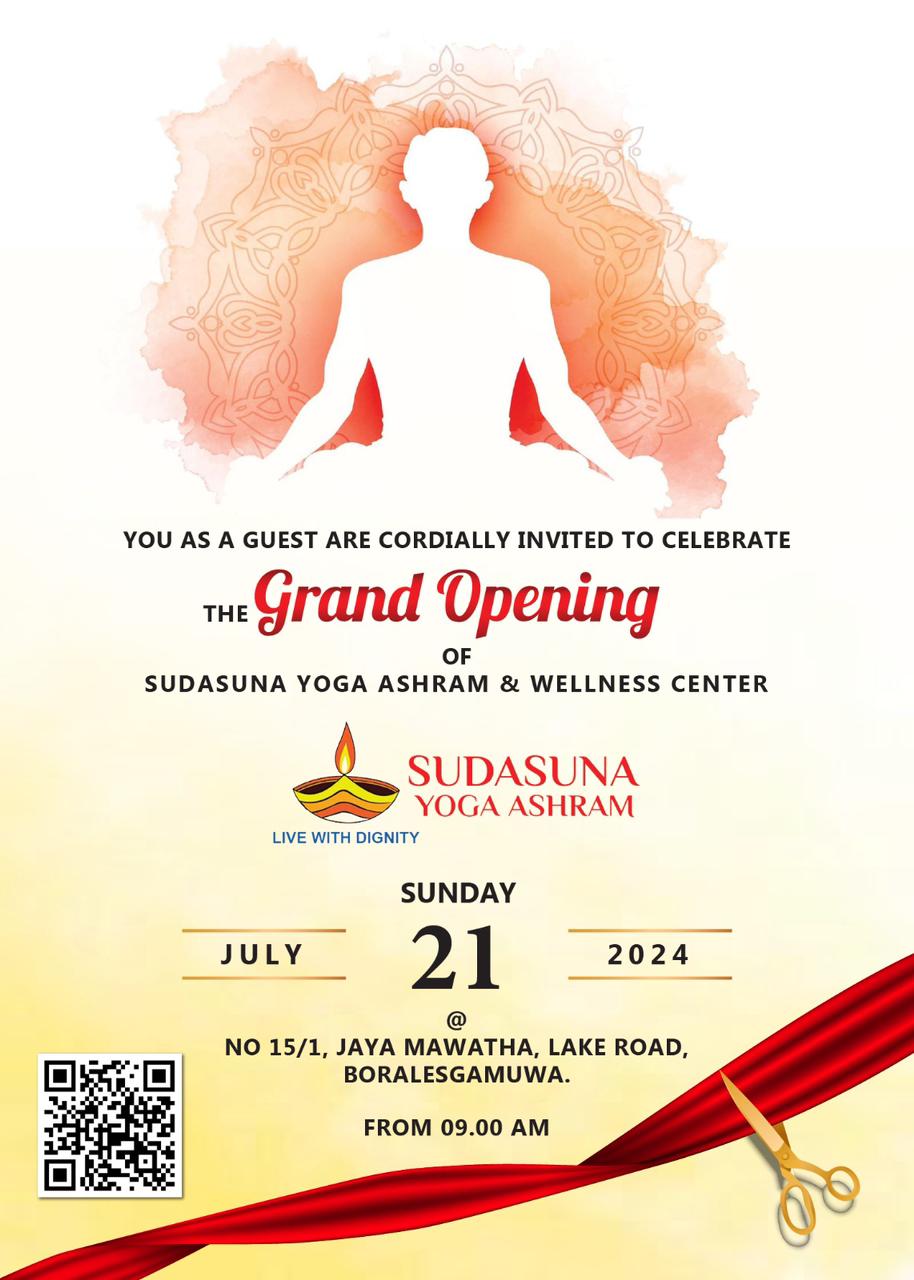 YOU AS A GUEST ARE CORDIALLY INVITED TO CELEBRATE
THE Grand Opening
OF
SUDASUNA YOGA ASHRAM & WELLNESS CENTER
SUDASUNA
YOGA ASHRAM
LIVE WITH DIGNITY
SUNDAY
JULY 21 2024
@
NO 15/1, JAYA MAWATHA, LAKE ROAD,
BORALESGAMUWA.
FROM 09.00 AM